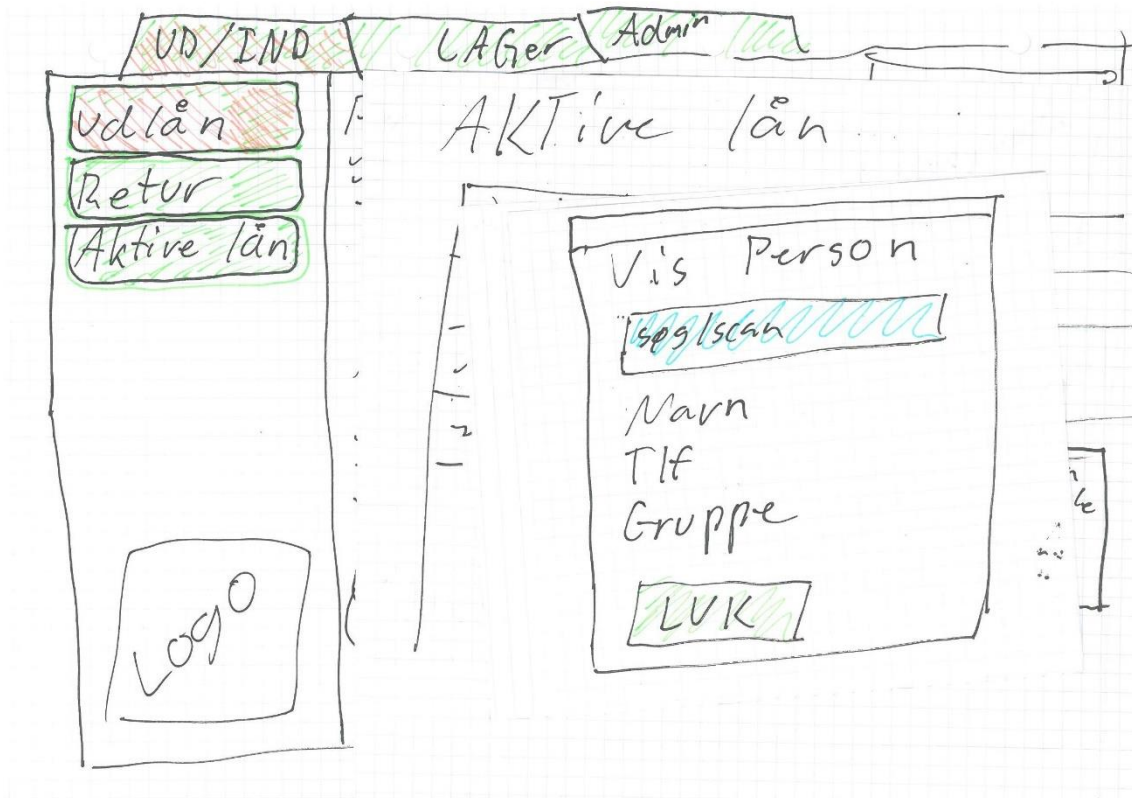 UD/IND LAGer Admin
Udlån
Retur
Aktive lån
Logo
AKTive lån
Vis Person
søg/scan
Navn
Tlf
Gruppe
LUK